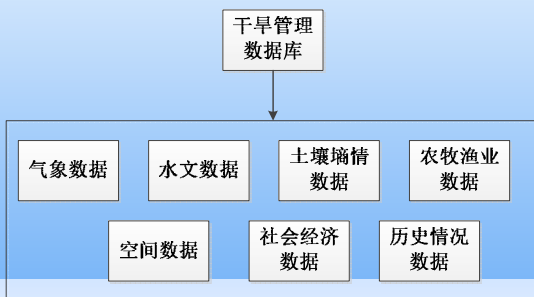 干旱管理
数据库
气象数据
水文数据
土壤墒情
数据
农牧渔业
数据
空间数据
社会经济
数据
历史情况
数据